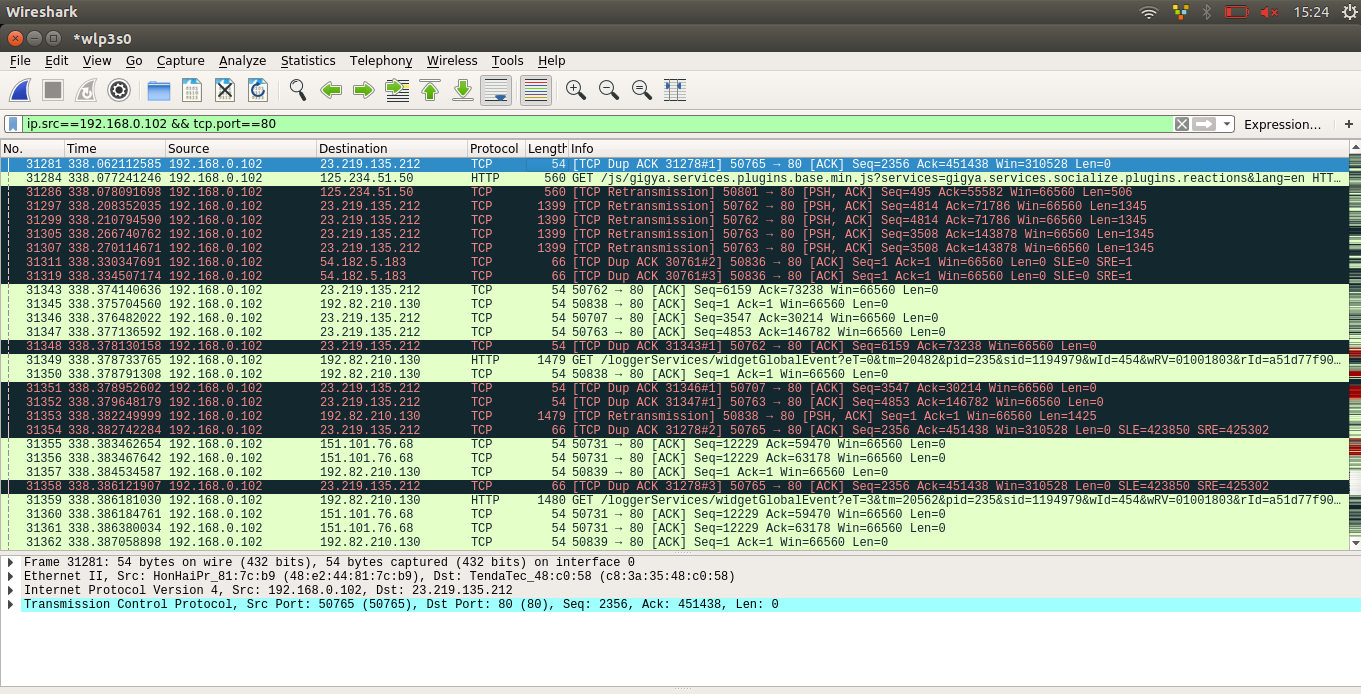 Wireshark 15:24
*wlp3s0
File Edit View Go Capture Analyze Statistics Telephony Wireless Tools Help
ip.src==192.168.0.102 && tcp.port==80 Expression… +
No. Time Source Destination Protocol Length Info
31281 338.062112585 192.168.0.102 23.219.135.212 TCP 54 [TCP Dup ACK 31278#1] 50765 → 80 [ACK] Seq=2356 Ack=451438 Win=310528 Len=0
31284 338.077241246 192.168.0.102 125.234.51.50 HTTP 560 GET /js/gigya.services.plugins.base.min.js?services=gigya.services.socialize.plugins.reactions&lang=en HTT…
31286 338.078091698 192.168.0.102 125.234.51.50 TCP 560 [TCP Retransmission] 50801 → 80 [PSH, ACK] Seq=495 Ack=55582 Win=66560 Len=506
31297 338.208352035 192.168.0.102 23.219.135.212 TCP 1399 [TCP Retransmission] 50762 → 80 [PSH, ACK] Seq=4814 Ack=71786 Win=66560 Len=1345
31299 338.210794590 192.168.0.102 23.219.135.212 TCP 1399 [TCP Retransmission] 50762 → 80 [PSH, ACK] Seq=4814 Ack=71786 Win=66560 Len=1345
31305 338.266740762 192.168.0.102 23.219.135.212 TCP 1399 [TCP Retransmission] 50763 → 80 [PSH, ACK] Seq=3508 Ack=143878 Win=66560 Len=1345
31307 338.270114671 192.168.0.102 23.219.135.212 TCP 1399 [TCP Retransmission] 50763 → 80 [PSH, ACK] Seq=3508 Ack=143878 Win=66560 Len=1345
31311 338.330347691 192.168.0.102 54.182.5.183 TCP 66 [TCP Dup ACK 30761#2] 50836 → 80 [ACK] Seq=1 Ack=1 Win=66560 Len=0 SLE=0 SRE=1
31319 338.334507174 192.168.0.102 54.182.5.183 TCP 66 [TCP Dup ACK 30761#3] 50836 → 80 [ACK] Seq=1 Ack=1 Win=66560 Len=0 SLE=0 SRE=1
31343 338.374140636 192.168.0.102 23.219.135.212 TCP 54 50762 → 80 [ACK] Seq=6159 Ack=73238 Win=66560 Len=0
31345 338.375704560 192.168.0.102 192.82.210.130 TCP 54 50838 → 80 [ACK] Seq=1 Ack=1 Win=66560 Len=0
31346 338.376482022 192.168.0.102 23.219.135.212 TCP 54 50707 → 80 [ACK] Seq=3547 Ack=30214 Win=66560 Len=0
31347 338.377136592 192.168.0.102 23.219.135.212 TCP 54 50763 → 80 [ACK] Seq=4853 Ack=146782 Win=66560 Len=0
31348 338.378130158 192.168.0.102 23.219.135.212 TCP 54 [TCP Dup ACK 31343#1] 50762 → 80 [ACK] Seq=6159 Ack=73238 Win=66560 Len=0
31349 338.378733765 192.168.0.102 192.82.210.130 HTTP 1479 GET /loggerServices/widgetGlobalEvent?eT=0&tm=20482&pid=235&sid=1194979&wId=454&wRV=01001803&rId=a51d77f90…
31350 338.378791308 192.168.0.102 192.82.210.130 TCP 54 50838 → 80 [ACK] Seq=1 Ack=1 Win=66560 Len=0
31351 338.378952602 192.168.0.102 23.219.135.212 TCP 54 [TCP Dup ACK 31346#1] 50707 → 80 [ACK] Seq=3547 Ack=30214 Win=66560 Len=0
31352 338.379648179 192.168.0.102 23.219.135.212 TCP 54 [TCP Dup ACK 31347#1] 50763 → 80 [ACK] Seq=4853 Ack=146782 Win=66560 Len=0
31353 338.382249999 192.168.0.102 192.82.210.130 TCP 1479 [TCP Retransmission] 50838 → 80 [PSH, ACK] Seq=1 Ack=1 Win=66560 Len=1425
31354 338.382742284 192.168.0.102 23.219.135.212 TCP 66 [TCP Dup ACK 31278#2] 50765 → 80 [ACK] Seq=2356 Ack=451438 Win=310528 Len=0 SLE=423850 SRE=425302
31355 338.383462654 192.168.0.102 151.101.76.68 TCP 54 50731 → 80 [ACK] Seq=12229 Ack=59470 Win=66560 Len=0
31356 338.383467642 192.168.0.102 151.101.76.68 TCP 54 50731 → 80 [ACK] Seq=12229 Ack=63178 Win=66560 Len=0
31357 338.384534587 192.168.0.102 192.82.210.130 TCP 54 50839 → 80 [ACK] Seq=1 Ack=1 Win=66560 Len=0
31358 338.386121907 192.168.0.102 23.219.135.212 TCP 66 [TCP Dup ACK 31278#3] 50765 → 80 [ACK] Seq=2356 Ack=451438 Win=310528 Len=0 SLE=423850 SRE=425302
31359 338.386181030 192.168.0.102 192.82.210.130 HTTP 1480 GET /loggerServices/widgetGlobalEvent?eT=3&tm=20562&pid=235&sid=1194979&wId=454&wRV=01001803&rId=a51d77f90…
31360 338.386184761 192.168.0.102 151.101.76.68 TCP 54 50731 → 80 [ACK] Seq=12229 Ack=59470 Win=66560 Len=0
31361 338.386380034 192.168.0.102 151.101.76.68 TCP 54 50731 → 80 [ACK] Seq=12229 Ack=63178 Win=66560 Len=0
31362 338.387058898 192.168.0.102 192.82.210.130 TCP 54 50839 → 80 [ACK] Seq=1 Ack=1 Win=66560 Len=0
Frame 31281: 54 bytes on wire (432 bits), 54 bytes captured (432 bits) on interface 0
Ethernet II, Src: HonHaiPr_81:7c:b9 (48:e2:44:81:7c:b9), Dst: TendaTec_48:c0:58 (c8:3a:35:48:c0:58)
Internet Protocol Version 4, Src: 192.168.0.102, Dst: 23.219.135.212
Transmission Control Protocol, Src Port: 50765 (50765), Dst Port: 80 (80), Seq: 2356, Ack: 451438, Len: 0